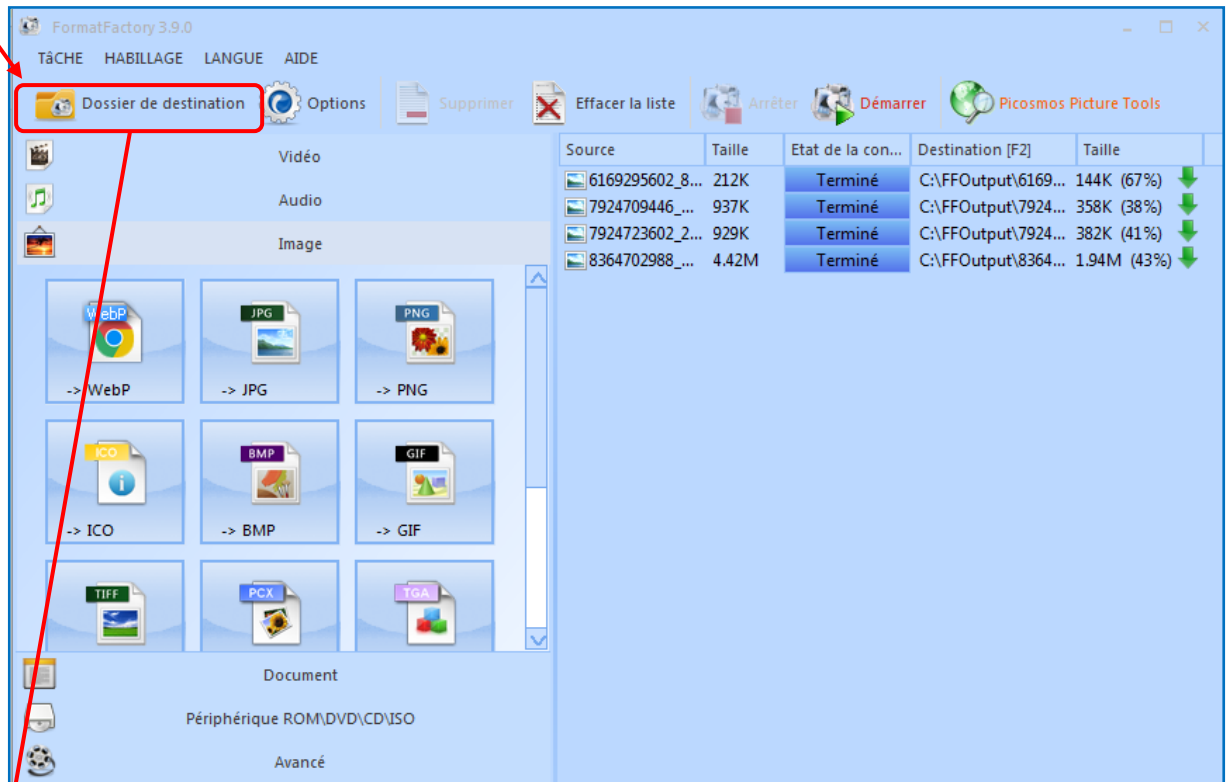 FormatFactory 3.9.0
TâCHE HABILLAGE LANGUE AIDE
Dossier de destination Options Supprimer Effacer la liste Arrêter Démarrer Picosmos Picture Tools
Vidéo
Audio
Image
WebP JPG PNG
-> WebP -> JPG -> PNG
ICO BMP GIF
-> ICO -> BMP -> GIF
TIFF PCX TGA
Document
Périphérique ROM\DVD\CD\ISO
Avancé
Source Taille Etat de la con... Destination [F2] Taille
6169295602_8... 212K Terminé C:\FFOutput\6169... 144K (67%)
7924709446_... 937K Terminé C:\FFOutput\7924... 358K (38%)
7924723602_2... 929K Terminé C:\FFOutput\7924... 382K (41%)
8364702988_... 4.42M Terminé C:\FFOutput\8364... 1.94M (43%)